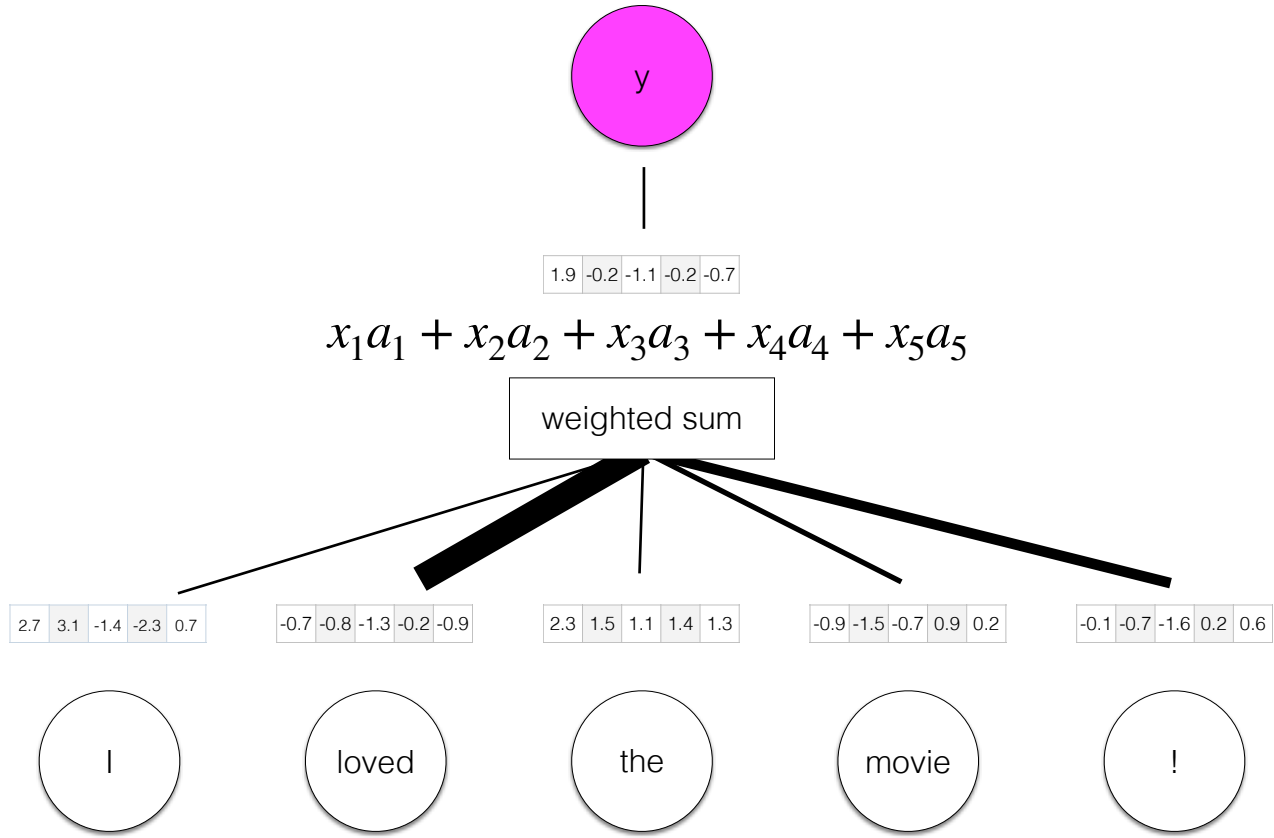 y
1.9 -0.2 -1.1 -0.2 -0.7
x₁a₁ + x₂a₂ + x₃a₃ + x₄a₄ + x₅a₅
weighted sum
2.7 3.1 -1.4 -2.3 0.7 -0.7 -0.8 -1.3 -0.2 -0.9 2.3 1.5 1.1 1.4 1.3 -0.9 -1.5 -0.7 0.9 0.2 -0.1 -0.7 -1.6 0.2 0.6
I loved the movie !